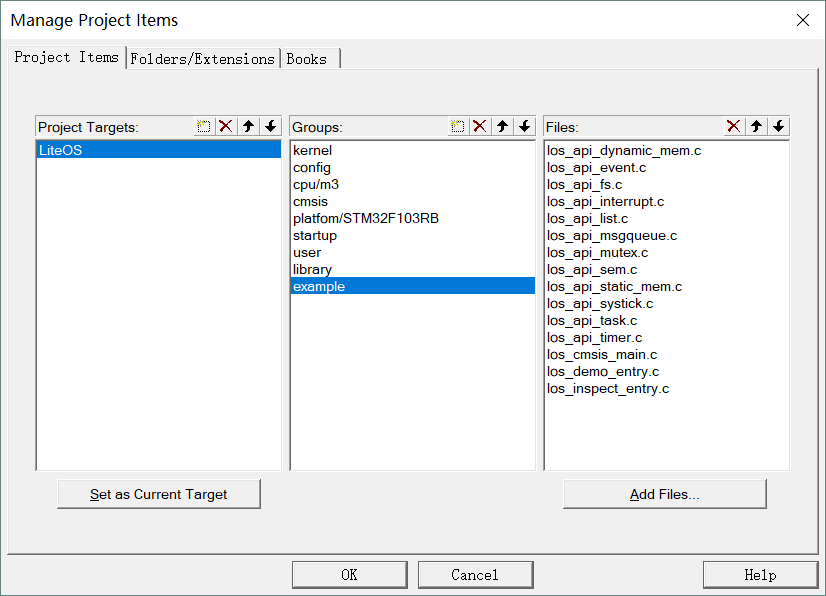 Manage Project Items
Project Items Folders/Extensions Books
Project Targets:
LiteOS
Set as Current Target
Groups:
kernel
config
cpu/m3
cmsis
platfom/STM32F103RB
startup
user
library
example
Files:
los_api_dynamic_mem.c
los_api_event.c
los_api_fs.c
los_api_interrupt.c
los_api_list.c
los_api_msgqueue.c
los_api_mutex.c
los_api_sem.c
los_api_static_mem.c
los_api_systick.c
los_api_task.c
los_api_timer.c
los_cmsis_main.c
los_demo_entry.c
los_inspect_entry.c
Add Files...
OK Cancel Help